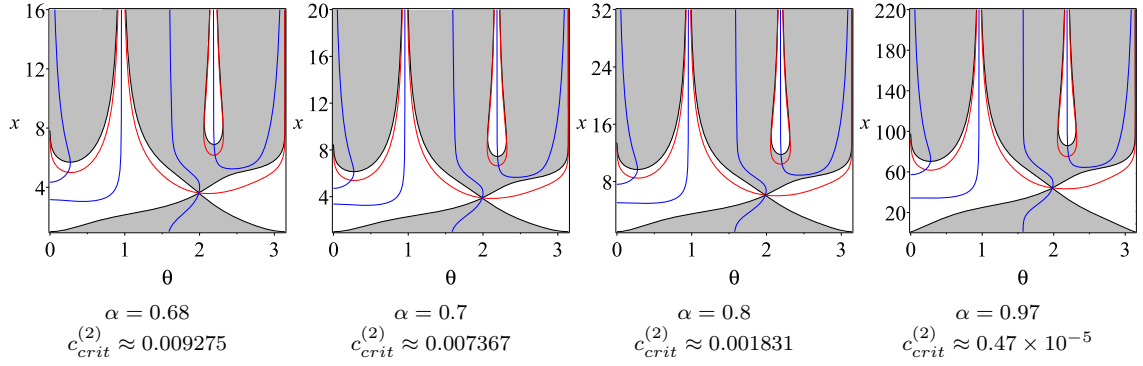 16 12 8 4 x 0 1 2 3 θ
20 16 12 8 4 x 0 1 2 3 θ
32 24 16 8 x 0 1 2 3 θ
220 180 140 100 60 20 x 0 1 2 3 θ
α = 0.68
c_{crit}^{(2)} ≈ 0.009275
α = 0.7
c_{crit}^{(2)} ≈ 0.007367
α = 0.8
c_{crit}^{(2)} ≈ 0.001831
α = 0.97
c_{crit}^{(2)} ≈ 0.47 × 10^{-5}